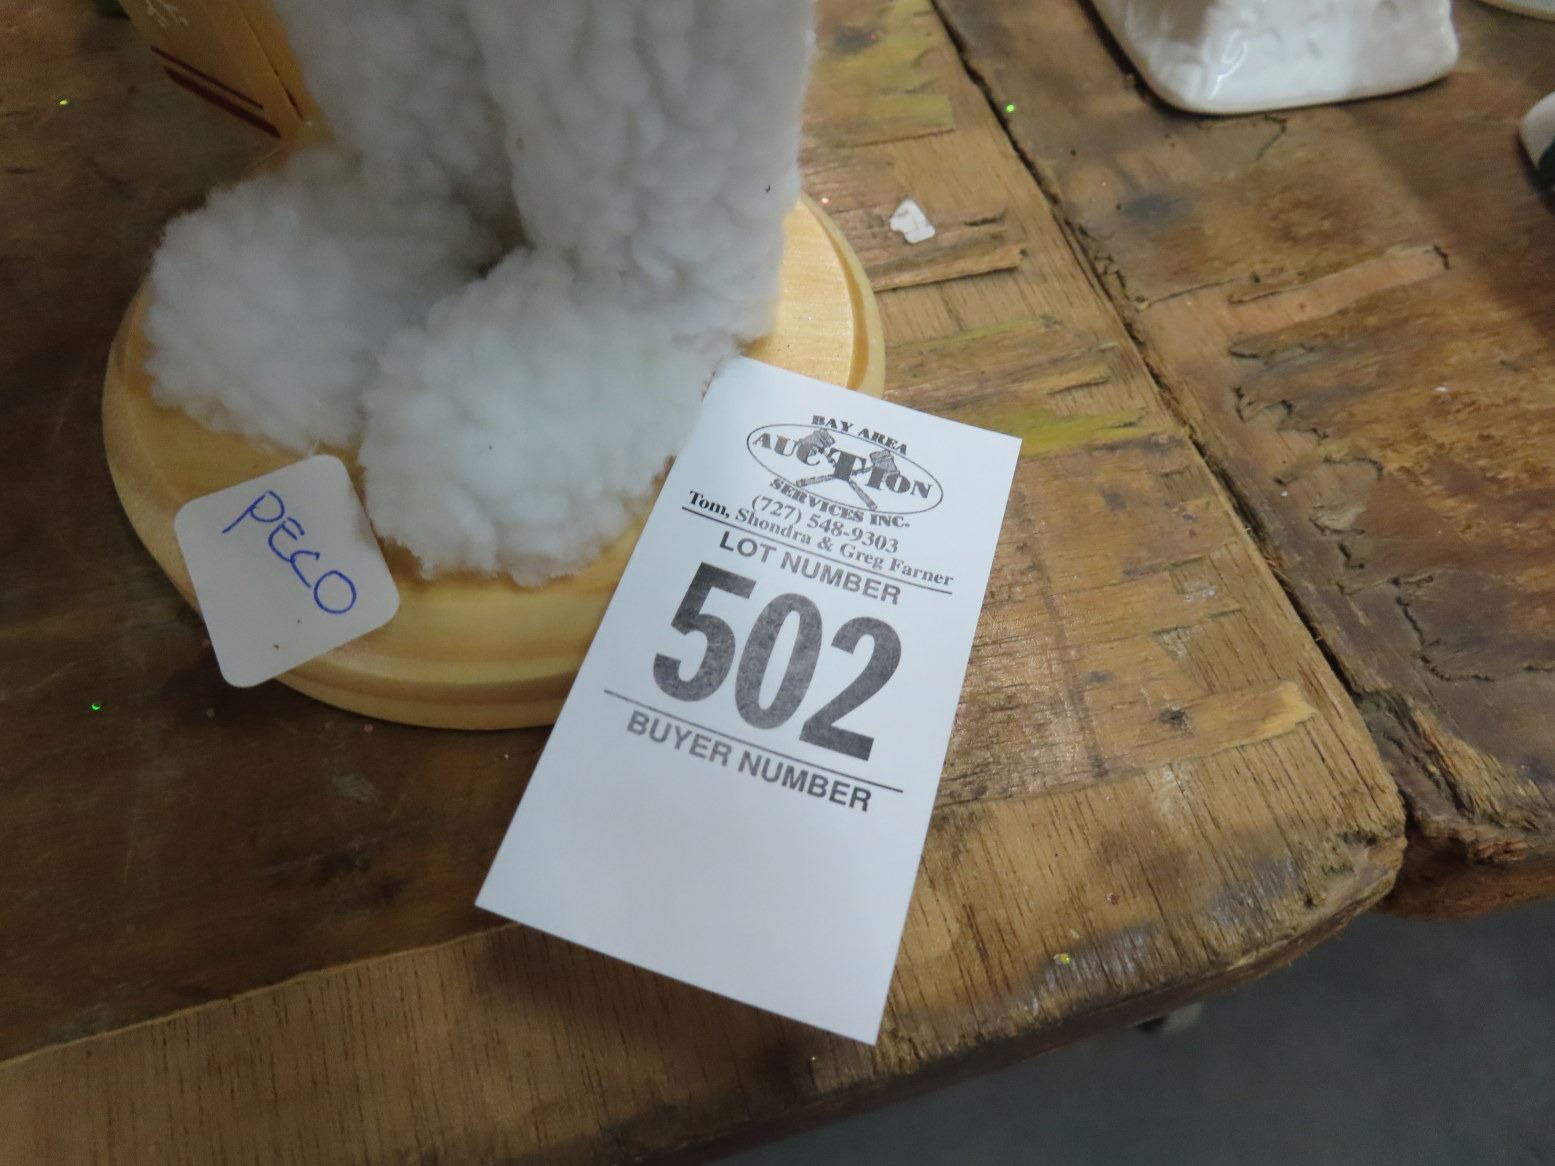 PECO
BAY AREA
AUCTION
SERVICES INC.
(727) 548-9303
Tom, Shondra & Greg Farner
LOT NUMBER
502
BUYER NUMBER